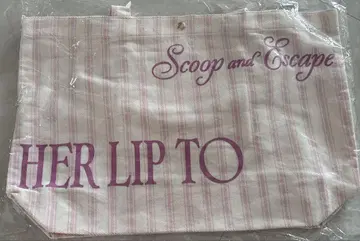 Scoop and Escape
HER LIP TO